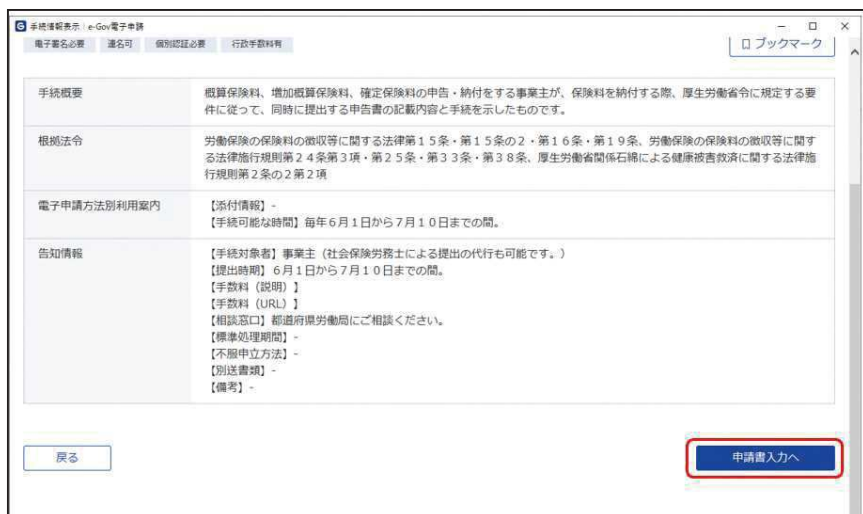 手続情報表示｜e-Gov電子申請
電子署名必要 連名可 個別認証必要 行政手数料有
ブックマーク
手続概要
概算保険料、増加概算保険料、確定保険料の申告・納付をする事業主が、保険料を納付する際、厚生労働省令に規定する要
件に従って、同時に提出する申告書の記載内容と手続を示したものです。
根拠法令
労働保険の保険料の徴収等に関する法律第１５条・第１５条の２・第１６条・第１９条、労働保険の保険料の徴収等に関す
る法律施行規則第２４条第３項・第２５条・第３３条・第３８条、厚生労働省関係石綿による健康被害救済に関する法律施
行規則第２条の２第２項
電子申請方法別利用案内
【添付情報】-
【手続可能な時間】毎年６月１日から７月１０日までの間。
告知情報
【手続対象者】事業主（社会保険労務士による提出の代行も可能です。）
【提出時期】６月１日から７月１０日までの間。
【手数料（説明）】
【手数料（URL）】
【相談窓口】都道府県労働局にご相談ください。
【標準処理期間】-
【不服申立方法】-
【別送書類】-
【備考】-
戻る
申請書入力へ